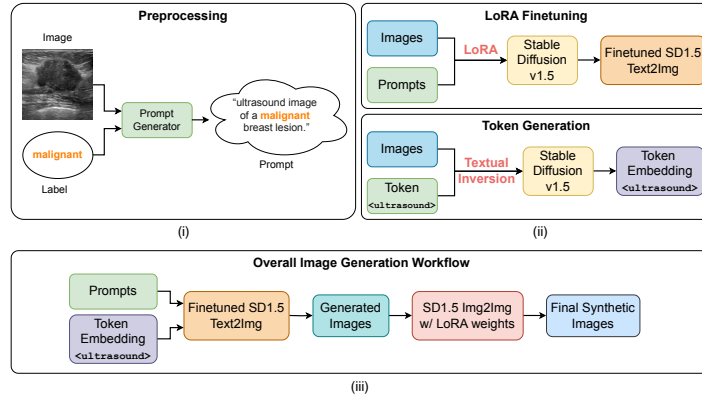 Preprocessing
Image
malignant
Label
Prompt
Generator
“ultrasound image
of a malignant
breast lesion.”
Prompt
(i)
LoRA Finetuning
Images
Prompts
LoRA
Stable
Diffusion
v1.5
Finetuned SD1.5
Text2Img
Token Generation
Images
Token
<ultrasound>
Textual
Inversion
Stable
Diffusion
v1.5
Token
Embedding
<ultrasound>
(ii)
Overall Image Generation Workflow
Prompts
Token
Embedding
<ultrasound>
Finetuned SD1.5
Text2Img
Generated
Images
SD1.5 Img2Img
w/ LoRA weights
Final Synthetic
Images
(iii)